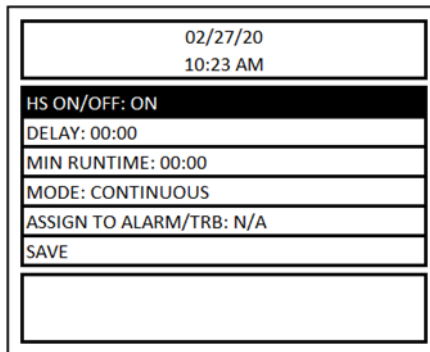 02/27/20
10:23 AM
HS ON/OFF: ON
DELAY: 00:00
MIN RUNTIME: 00:00
MODE: CONTINUOUS
ASSIGN TO ALARM/TRB: N/A
SAVE